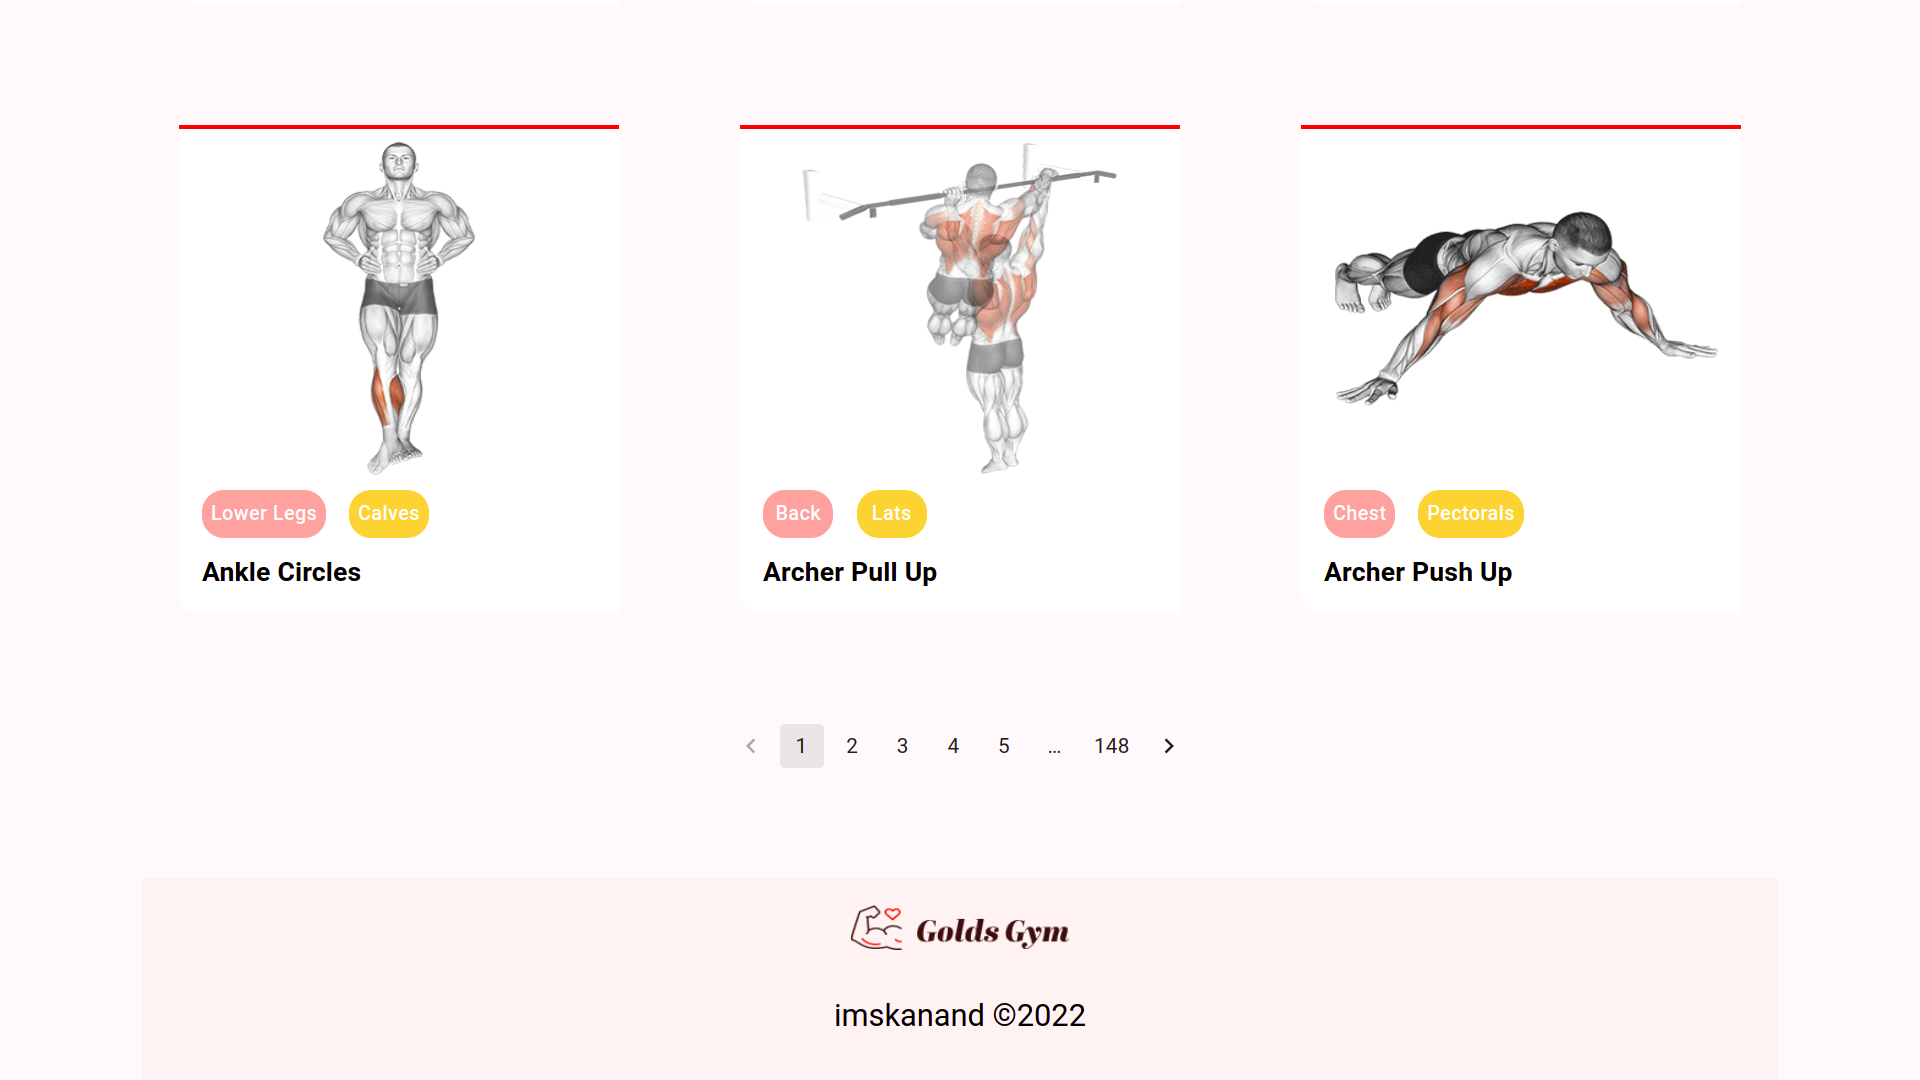 Lower Legs Calves
Ankle Circles
Back Lats
Archer Pull Up
Chest Pectorals
Archer Push Up
1 2 3 4 5 … 148
Golds Gym
imskanand ©2022